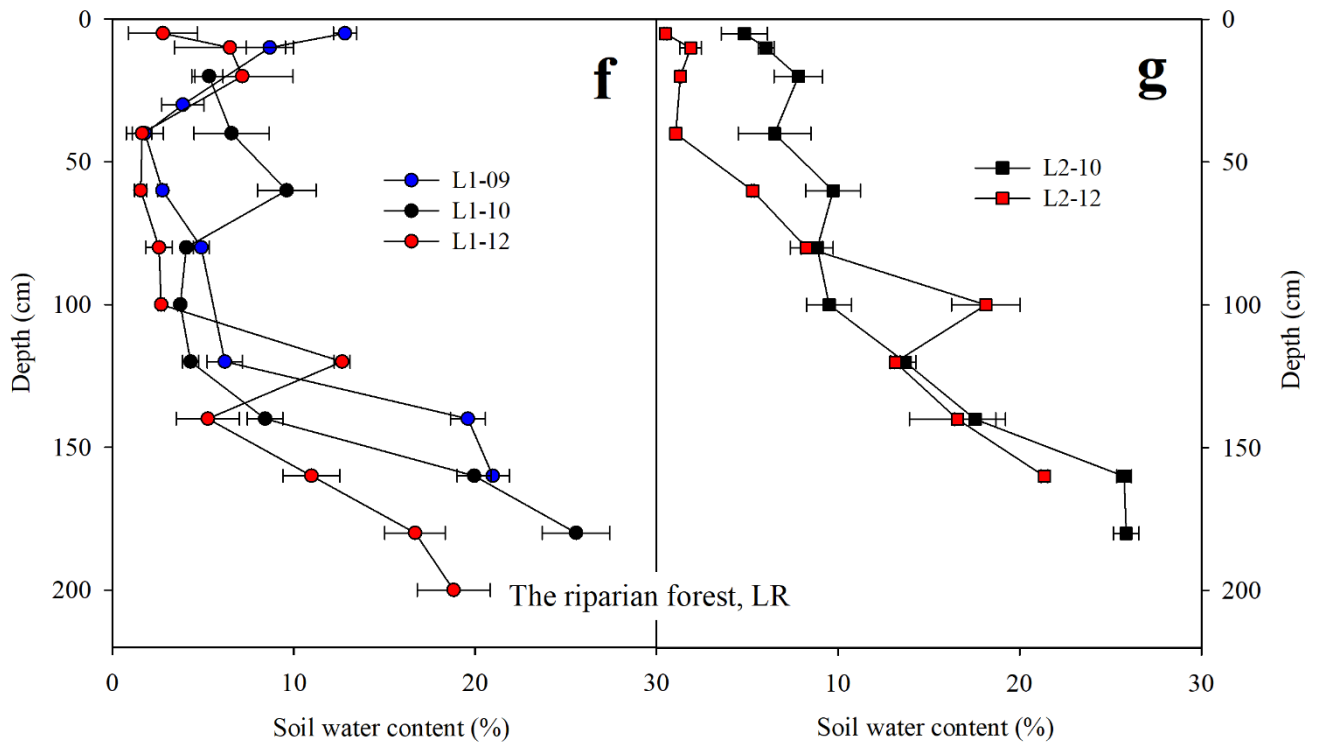 0
50
100
150
200
Depth (cm)
f
L1-09
L1-10
L1-12
g
L2-10
L2-12
0
50
100
150
200
Depth (cm)
The riparian forest, LR
0
10
20
30
10
20
30
Soil water content (%)
Soil water content (%)